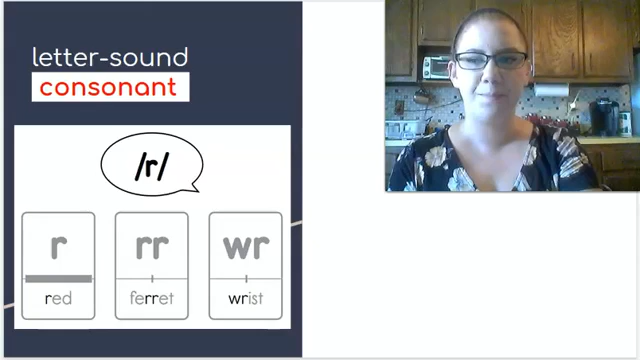 letter-sound
consonant
/r/
r rr wr
red ferret wrist